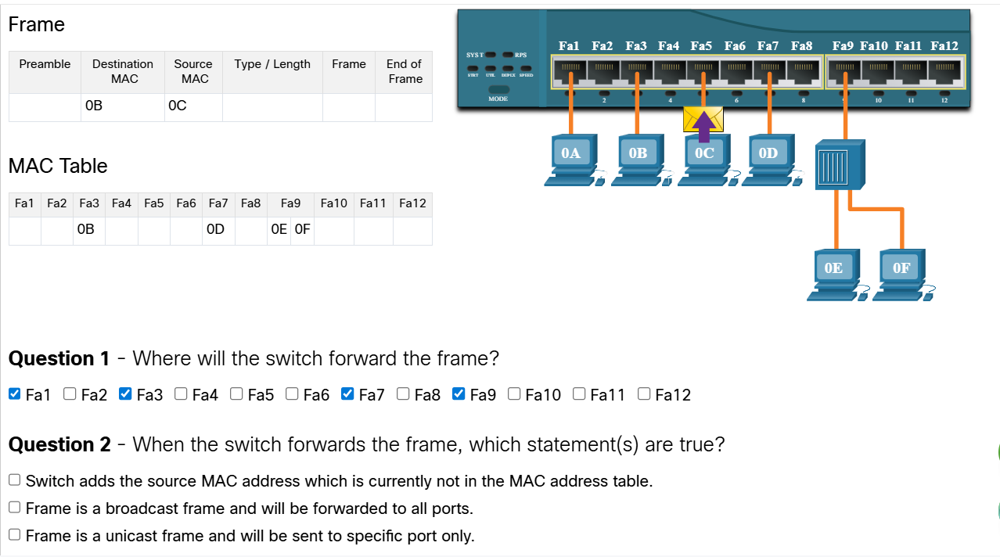 Frame
Preamble Destination MAC Source MAC Type / Length Frame End of Frame
0B 0C
MAC Table
Fa1 Fa2 Fa3 Fa4 Fa5 Fa6 Fa7 Fa8 Fa9 Fa10 Fa11 Fa12
0B 0D 0E 0F
Fa1 Fa2 Fa3 Fa4 Fa5 Fa6 Fa7 Fa8 Fa9 Fa10 Fa11 Fa12
SYST RPS
STRT UTIL DUPLX SPEED
MODE
2 4 6 8 10 11 12
0A 0B 0C 0D
0E 0F
Question 1 - Where will the switch forward the frame?
Fa1 Fa2 Fa3 Fa4 Fa5 Fa6 Fa7 Fa8 Fa9 Fa10 Fa11 Fa12
Question 2 - When the switch forwards the frame, which statement(s) are true?
Switch adds the source MAC address which is currently not in the MAC address table.
Frame is a broadcast frame and will be forwarded to all ports.
Frame is a unicast frame and will be sent to specific port only.